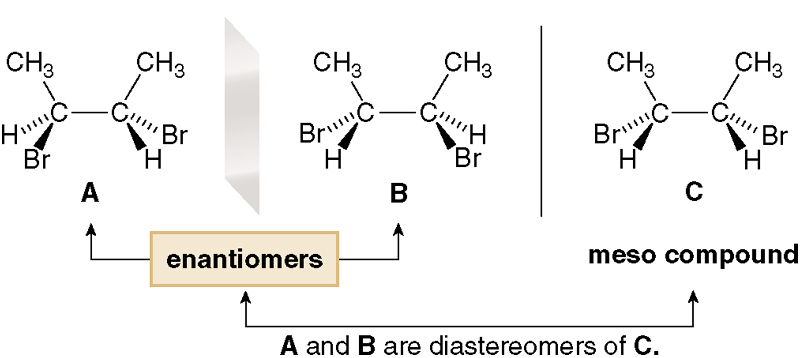 CH₃ CH₃ CH₃ CH₃ CH₃ CH₃
C C C C C C
H Br Br H Br Br
Br H H Br H H
A B C
enantiomers meso compound
A and B are diastereomers of C.